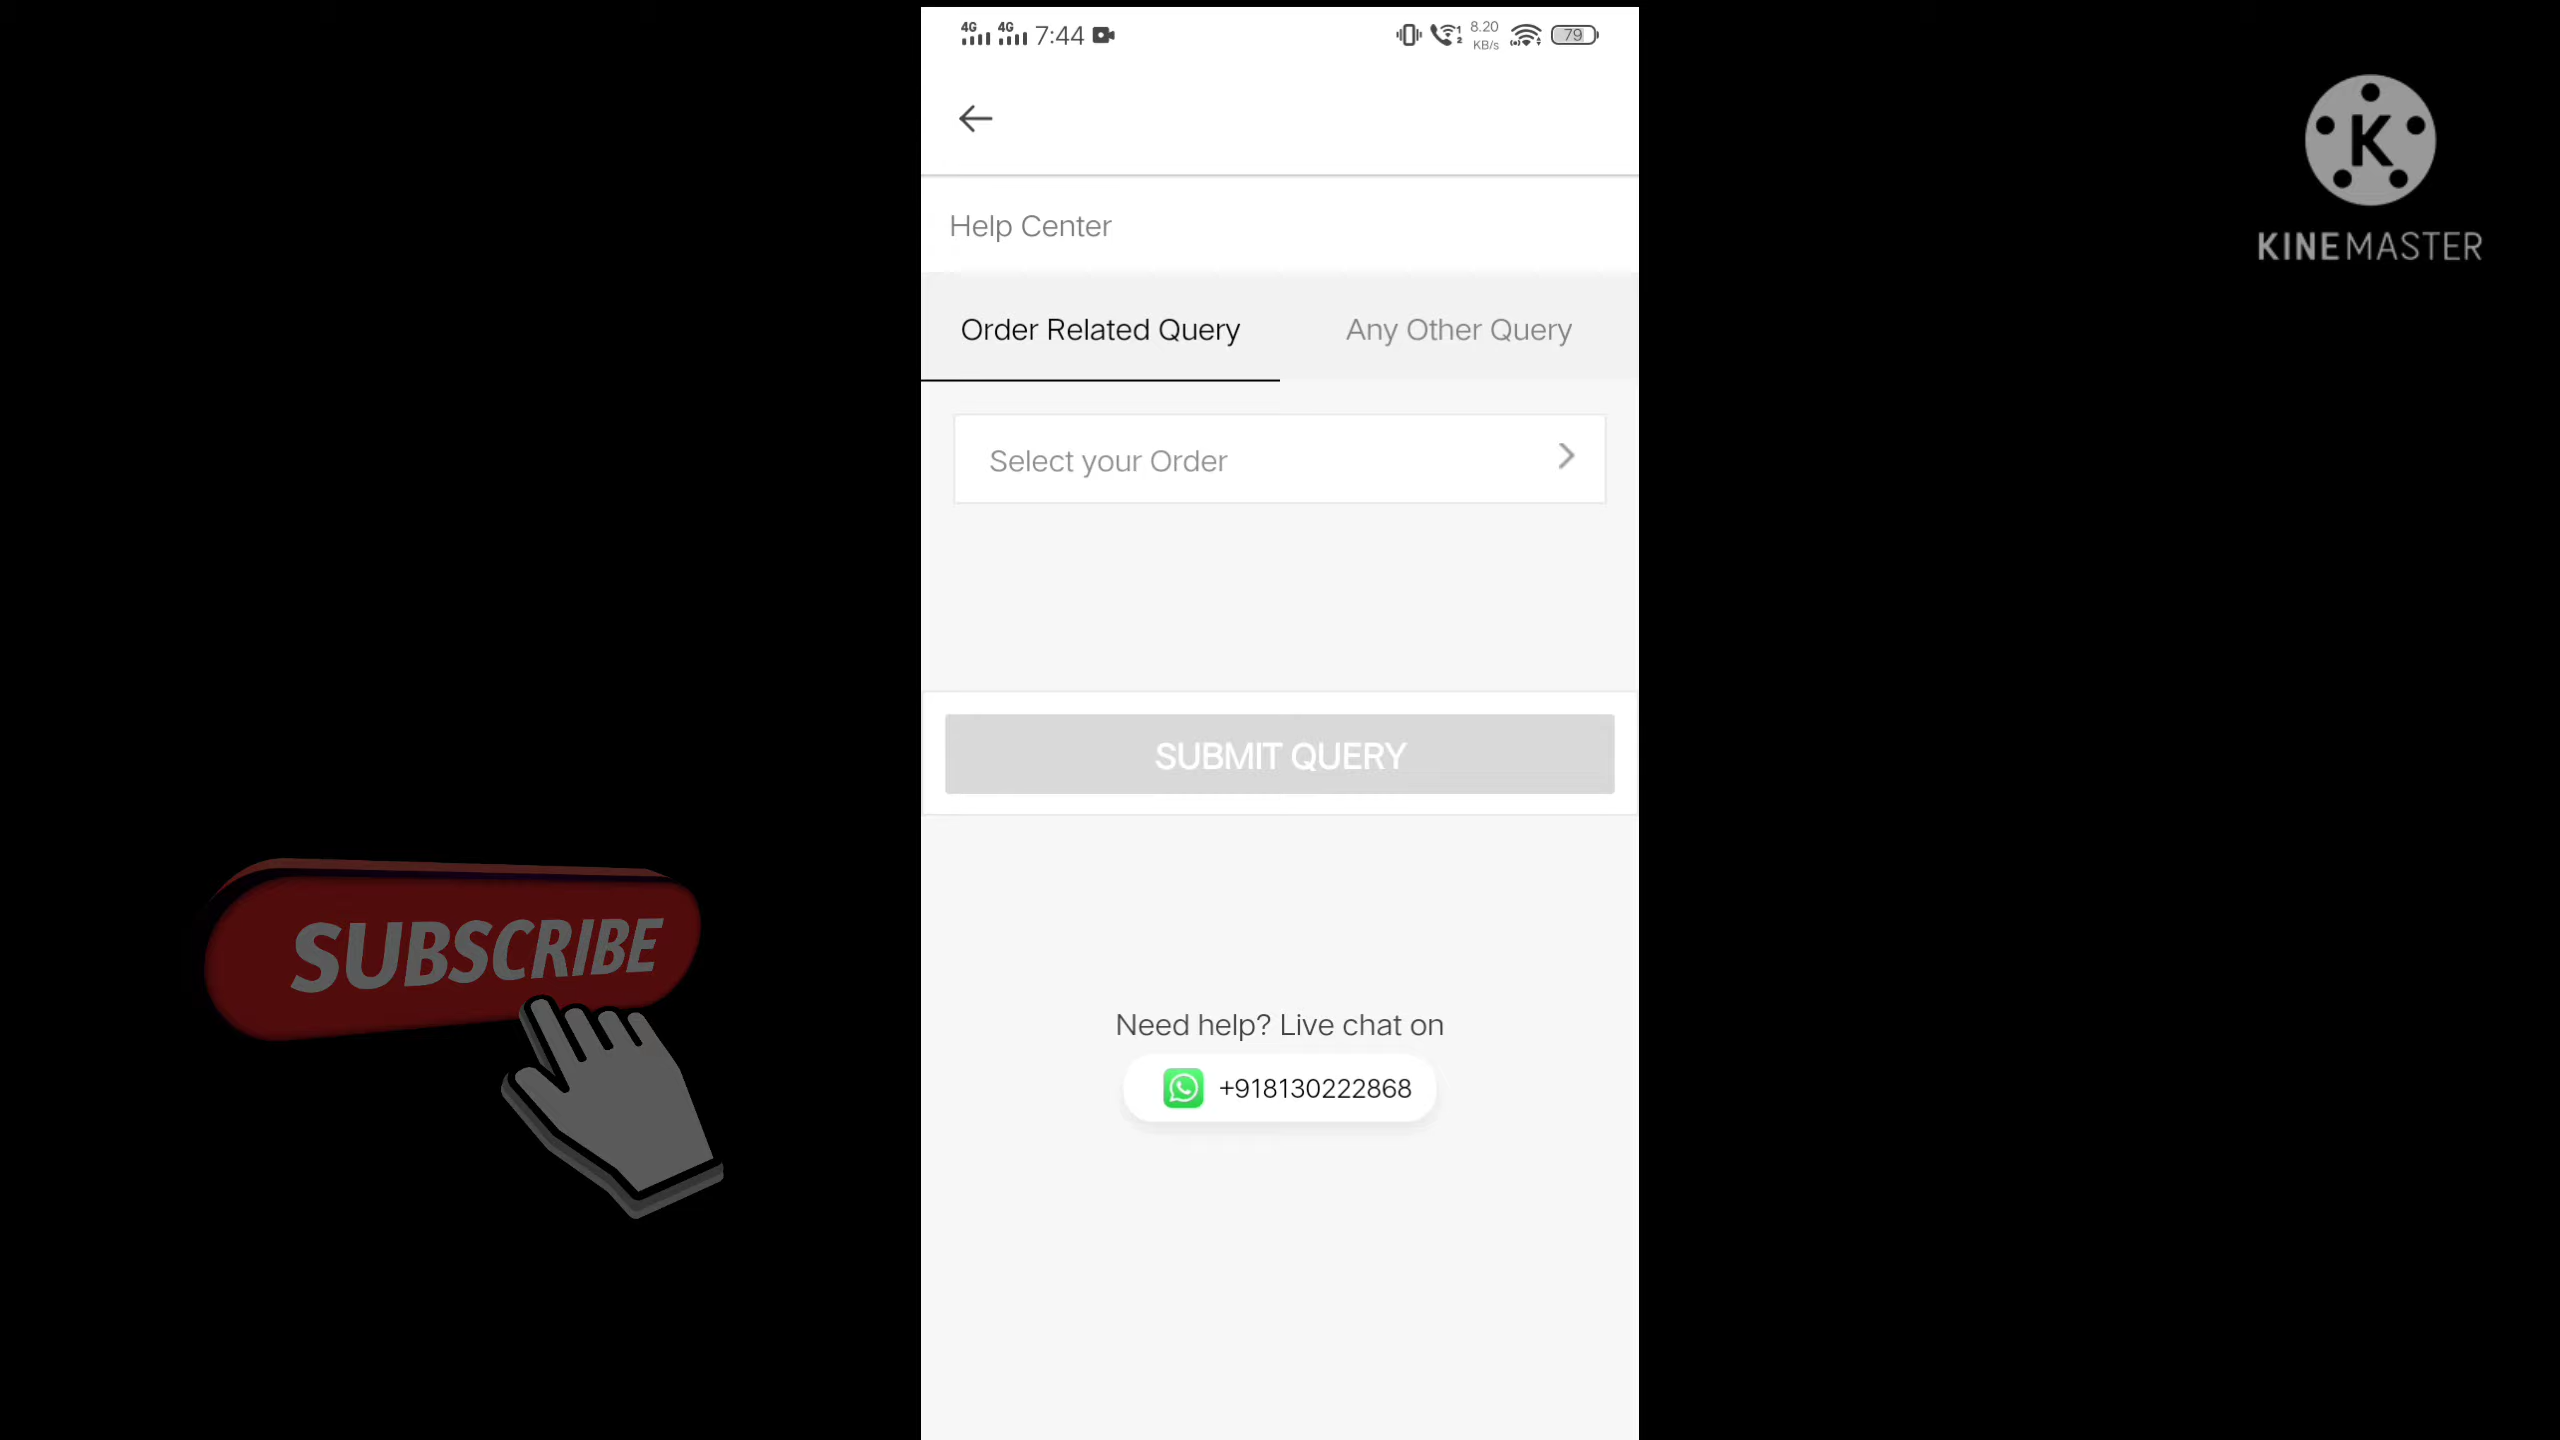 4G 4G 7:44 8.20 KB/s 79
KINEMASTER
Help Center
Order Related Query Any Other Query
Select your Order
SUBMIT QUERY
SUBSCRIBE
Need help? Live chat on
+918130222868